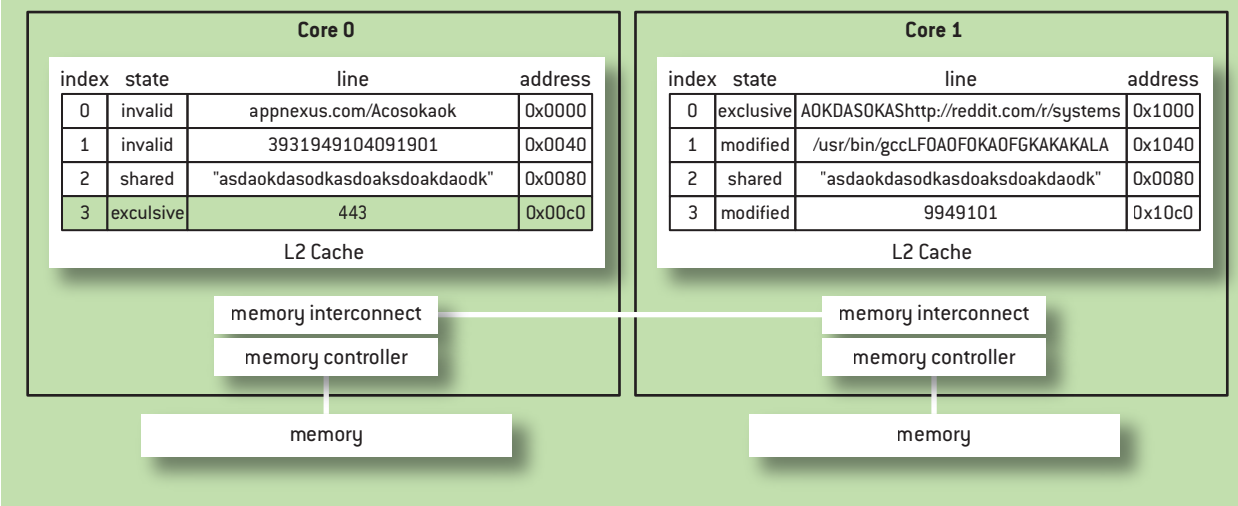 Core 0
index state line address
0 invalid appnexus.com/Acosokaok 0x0000
1 invalid 3931949104091901 0x0040
2 shared "asdaokdasodkasdoaksdoakdaodk" 0x0080
3 exculsive 443 0x00c0
L2 Cache
memory interconnect
memory controller
memory
Core 1
index state line address
0 exclusive AOKDASOKAShttp://reddit.com/r/systems 0x1000
1 modified /usr/bin/gccLFOAOFOKAOFGKAKAKALA 0x1040
2 shared "asdaokdasodkasdoaksdoakdaodk" 0x0080
3 modified 9949101 0x10c0
L2 Cache
memory interconnect
memory controller
memory